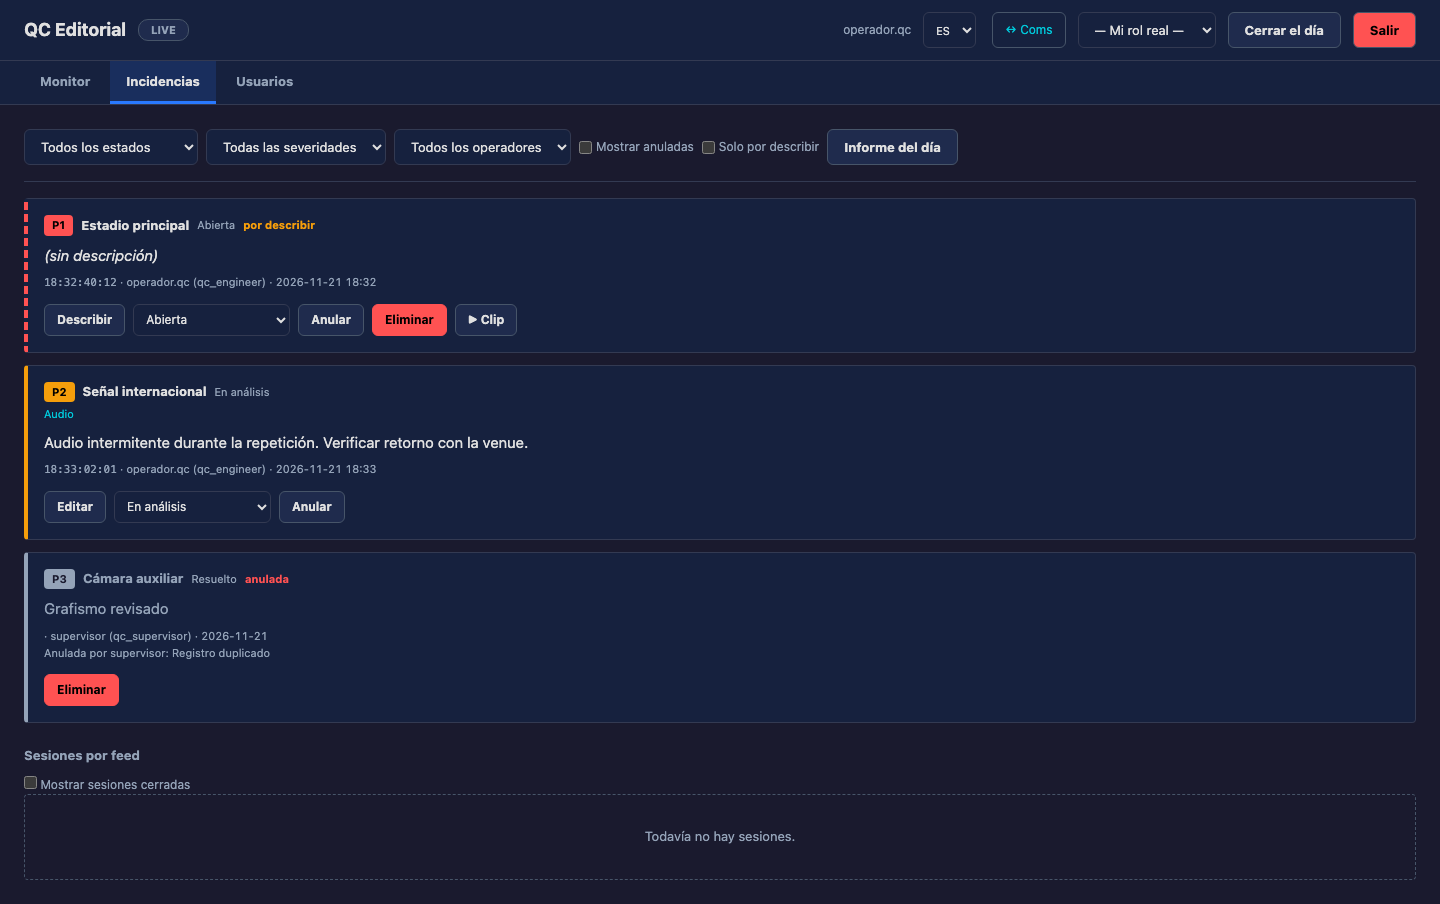 QC Editorial LIVE operador.qc ES ↔ Coms — Mi rol real — Cerrar el día Salir
Monitor Incidencias Usuarios
Todos los estados Todas las severidades Todos los operadores Mostrar anuladas Solo por describir Informe del día
P1 Estadio principal Abierta por describir
(sin descripción)
18:32:40:12 · operador.qc (qc_engineer) · 2026-11-21 18:32
Describir Abierta Anular Eliminar ▶ Clip
P2 Señal internacional En análisis
Audio
Audio intermitente durante la repetición. Verificar retorno con la venue.
18:33:02:01 · operador.qc (qc_engineer) · 2026-11-21 18:33
Editar En análisis Anular
P3 Cámara auxiliar Resuelto anulada
Grafismo revisado
· supervisor (qc_supervisor) · 2026-11-21
Anulada por supervisor: Registro duplicado
Eliminar
Sesiones por feed
Mostrar sesiones cerradas
Todavía no hay sesiones.